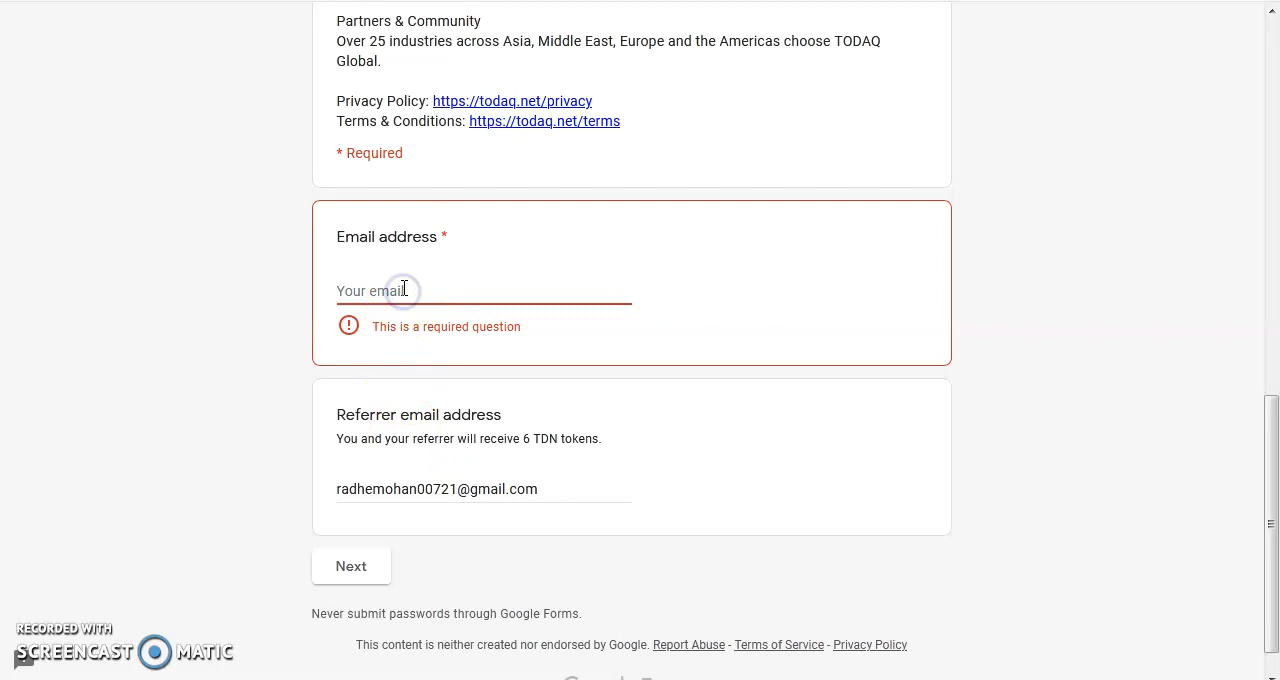 Partners & Community
Over 25 industries across Asia, Middle East, Europe and the Americas choose TODAQ
Global.
Privacy Policy: https://todaq.net/privacy
Terms & Conditions: https://todaq.net/terms
* Required
Email address *
Your email
This is a required question
Referrer email address
You and your referrer will receive 6 TDN tokens.
radhemohan00721@gmail.com
Next
Never submit passwords through Google Forms.
This content is neither created nor endorsed by Google. Report Abuse - Terms of Service - Privacy Policy
RECORDED WITH
SCREENCAST MATIC